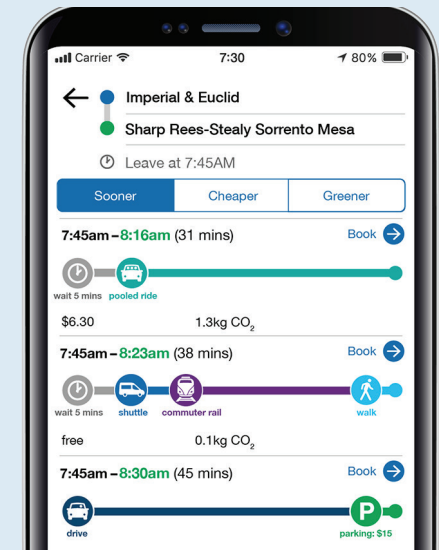 Carrier 7:30 80%
Imperial & Euclid
Sharp Rees-Stealy Sorrento Mesa
Leave at 7:45AM
Sooner Cheaper Greener
7:45am – 8:16am (31 mins) Book
wait 5 mins pooled ride
$6.30 1.3kg CO₂
7:45am – 8:23am (38 mins) Book
wait 5 mins shuttle commuter rail walk
free 0.1kg CO₂
7:45am – 8:30am (45 mins) Book
P
drive parking: $15